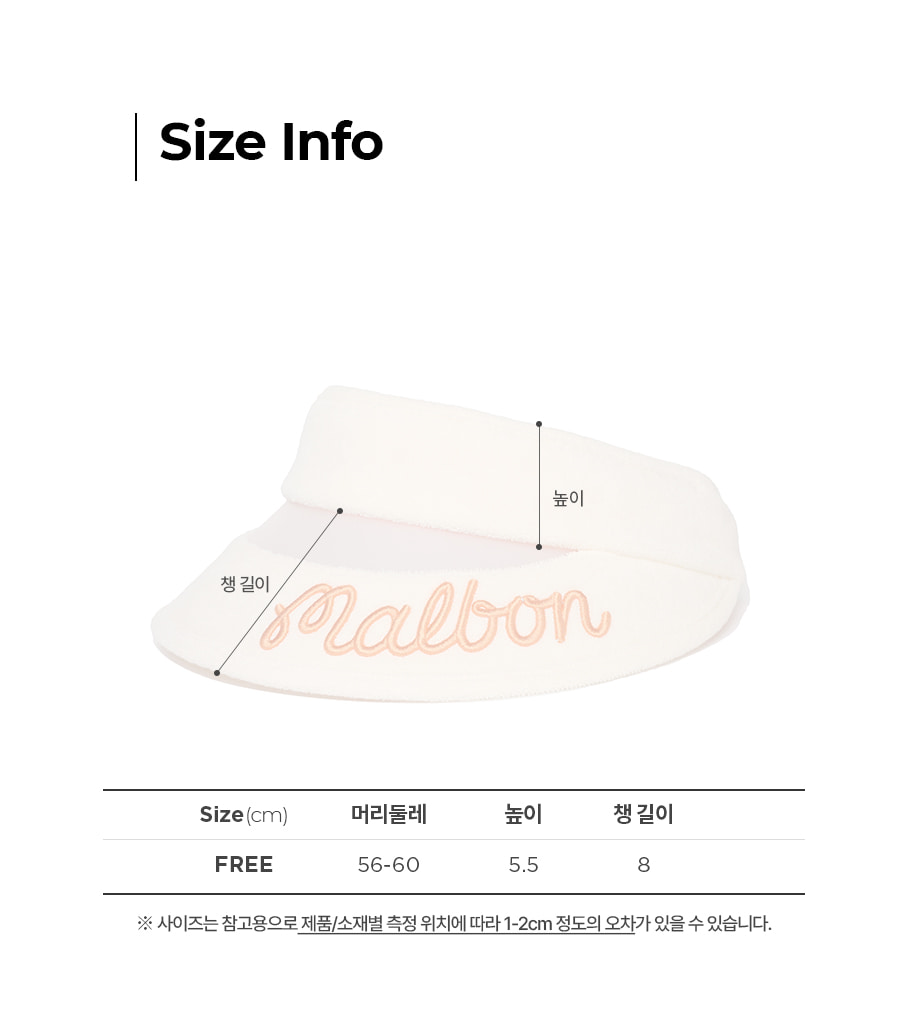 Size Info
높이
챙 길이
malbon
Size(cm) 머리둘레 높이 챙 길이
FREE 56-60 5.5 8
※ 사이즈는 참고용으로 제품/소재별 측정 위치에 따라 1-2cm 정도의 오차가 있을 수 있습니다.